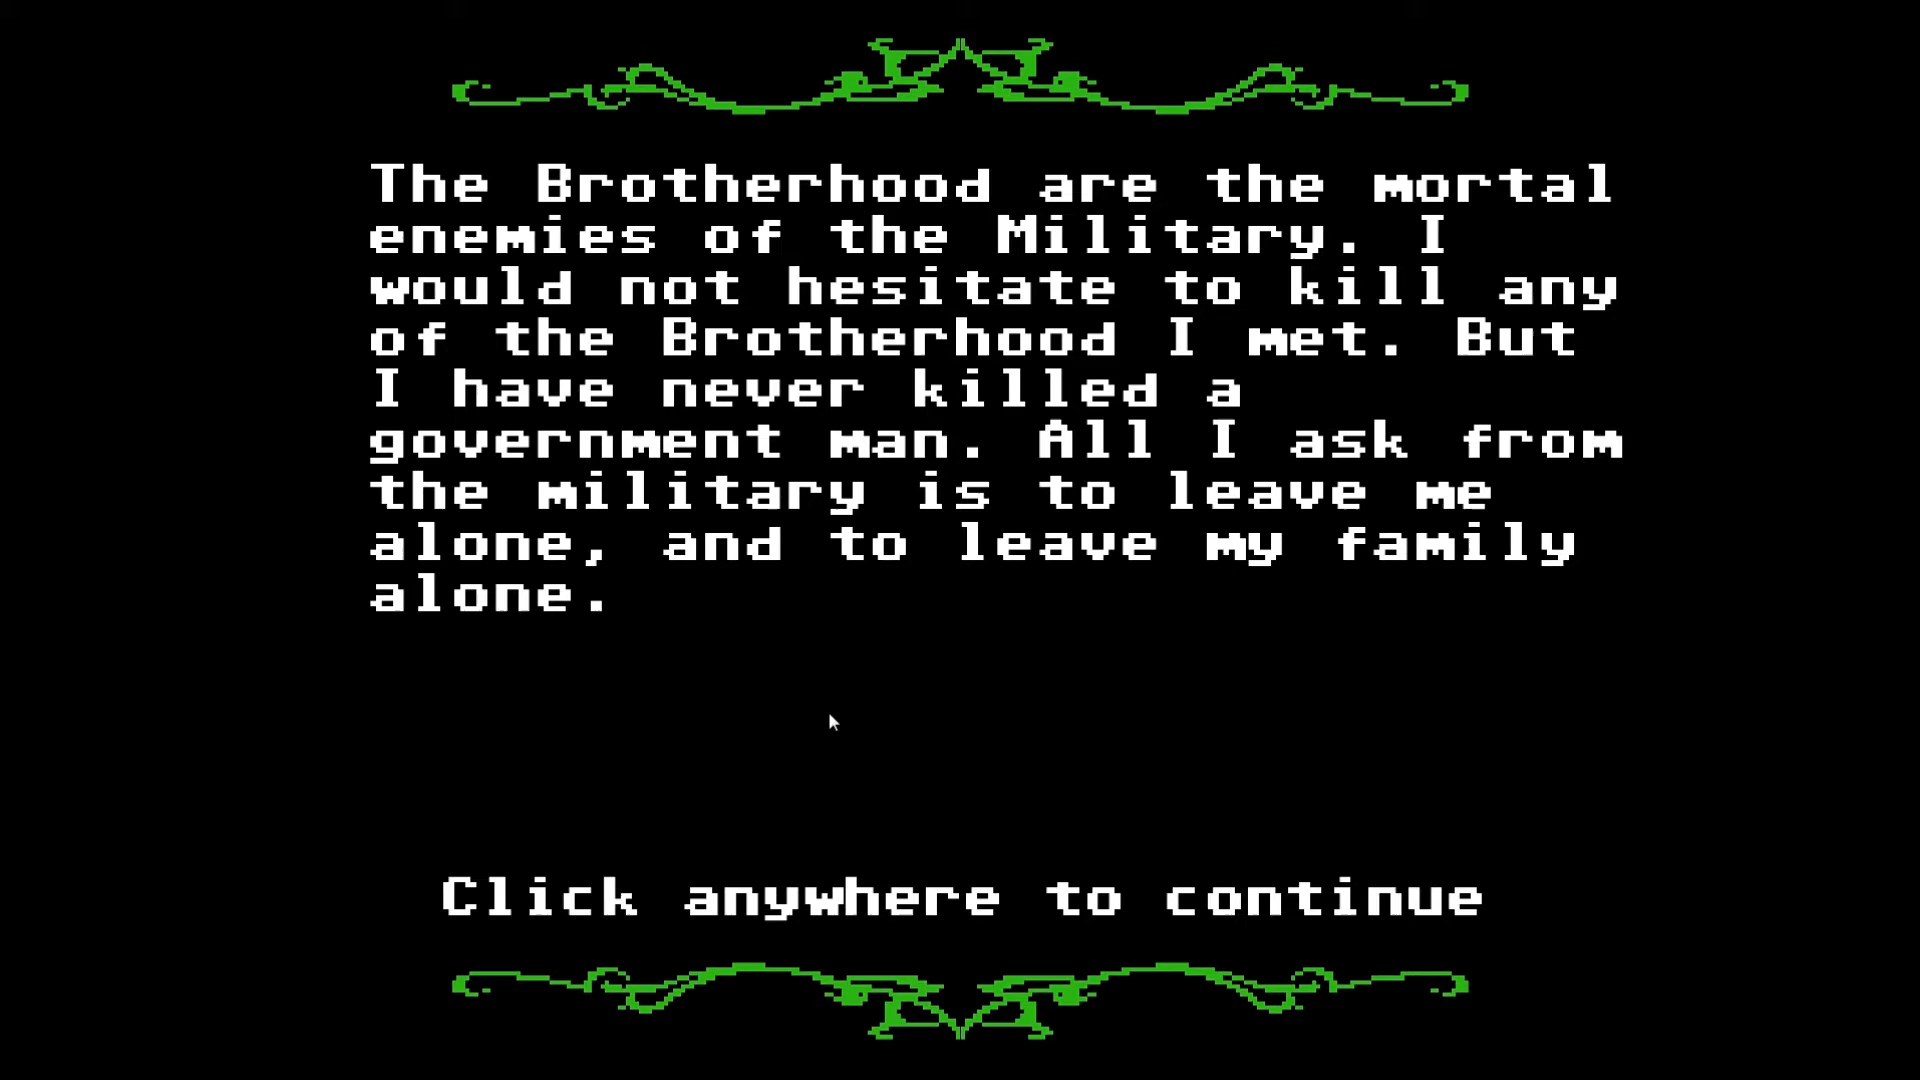 The Brotherhood are the mortal
enemies of the Military. I
would not hesitate to kill any
of the Brotherhood I met. But
I have never killed a
government man. All I ask from
the military is to leave me
alone, and to leave my family
alone.
Click anywhere to continue